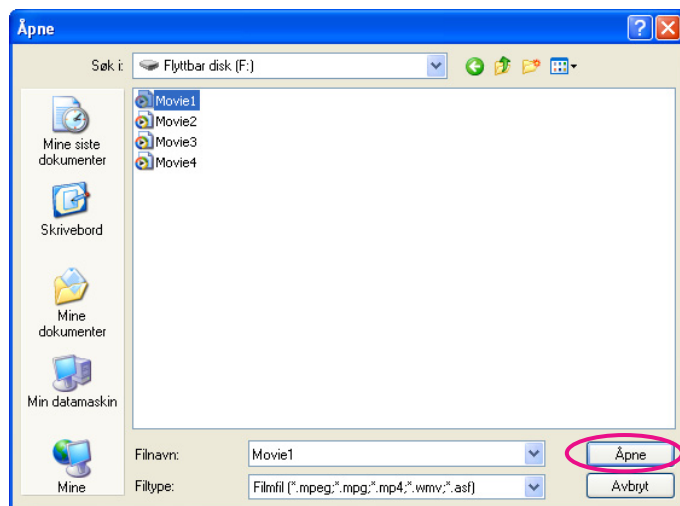 Åpne
Søk i:
Flyttbar disk (F:)
Movie1
Movie2
Movie3
Movie4
Mine siste
dokumenter
Skrivebord
Mine
dokumenter
Min datamaskin
Mine
Filnavn:
Movie1
Åpne
Filtype:
Filmfil (*.mpeg;*.mpg;*.mp4;*.wmv;*.asf)
Avbryt